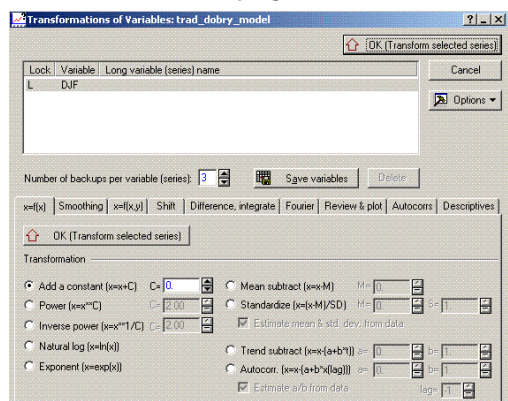 Transformations of Variables: trad_dobry_model
OK (Transform selected series)
Lock Variable Long variable (series) name
L DJF
Cancel
Options
Number of backups per variable (series): 3 Save variables Delete
x=f(x) Smoothing x=f(x,y) Shift Difference, integrate Fourier Review & plot Autocorrs Descriptives
OK (Transform selected series)
Transformation
Add a constant (x=x+C) C= 0. Mean subtract (x=x-M) M= 0.
Power (x=x**C) C= 2.00 Standardize (x=(x-M)/SD) M= 0. S= 1.
Inverse power (x=x**1/C) C= 2.00 Estimate mean & std. dev. from data
Natural log (x=ln(x)) Trend subtract (x=x-(a+b*t)) a= 0. b= 1.
Exponent (x=exp(x)) Autocorr. (x=x-(a+b*x(lag))) a= 0. b= 1.
Estimate a/b from data lag= -1